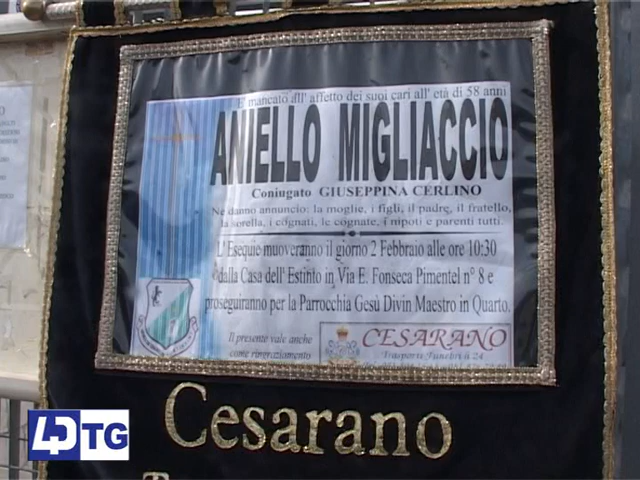 E' mancato all' affetto dei suoi cari all' età di 58 anni
ANIELLO MIGLIACCIO
Coniugato GIUSEPPINA CERLINO
Ne danno annuncio: la moglie, i figli, il padre, il fratello,
la sorella, i cognati, le cognate, i nipoti e parenti tutti.
L'Esequie muoveranno il giorno 2 Febbraio alle ore 10:30
dalla Casa dell' Estinto in Via E. Fonseca Pimentel n° 8 e
proseguiranno per la Parrocchia Gesù Divin Maestro in Quarto.
Il presente vale anche
come ringraziamento
CESARANO
Trasporti Funebri
Cesarano
4D TG